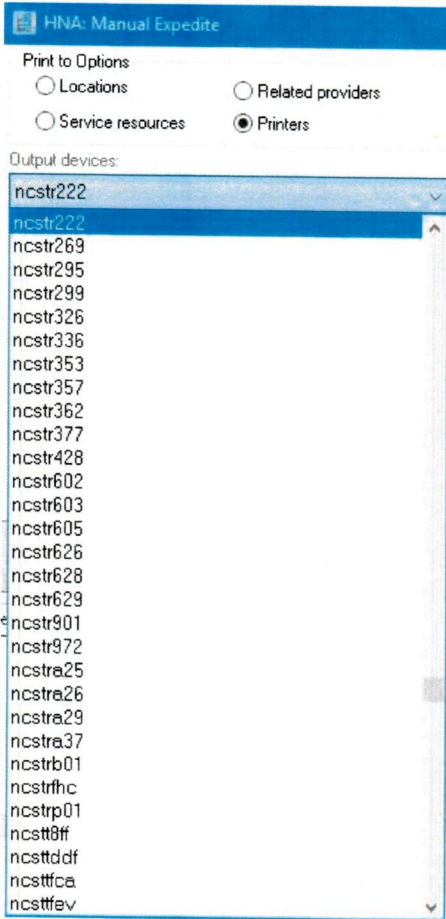 HNA: Manual Expedite
Print to Options
Locations
Related providers
Service resources
Printers
Output devices:
ncstr222
ncstr222
ncstr269
ncstr295
ncstr299
ncstr326
ncstr336
ncstr353
ncstr357
ncstr362
ncstr377
ncstr428
ncstr602
ncstr603
ncstr605
ncstr626
ncstr628
ncstr629
ncstr901
ncstr972
ncstra25
ncstra26
ncstra29
ncstra37
ncstrb01
ncstrfhc
ncstrp01
ncstt8ff
ncsttddf
ncsttfca
ncsttfev